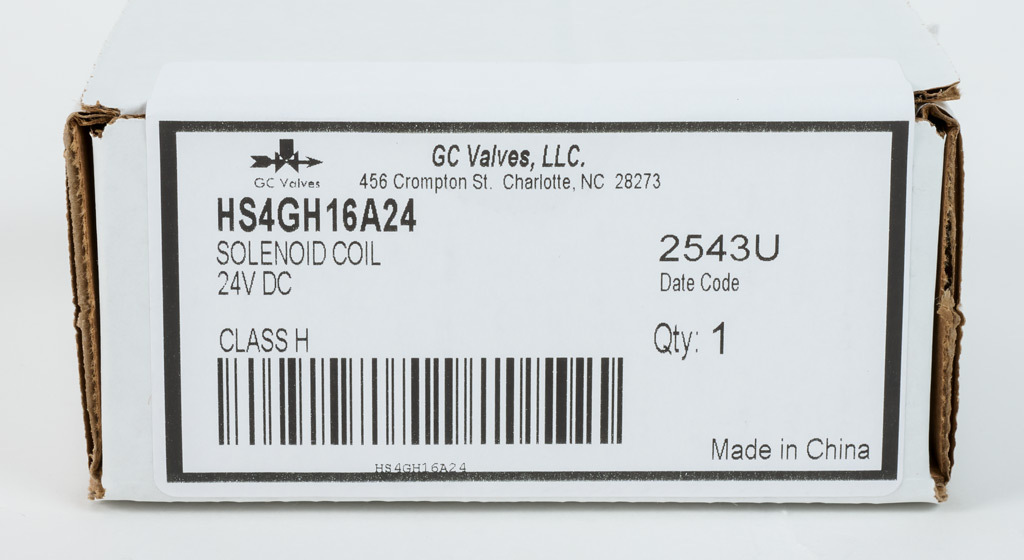 GC Valves
GC Valves, LLC.
456 Crompton St. Charlotte, NC 28273
HS4GH16A24
SOLENOID COIL
24V DC
2543U
Date Code
CLASS H
Qty: 1
HS4GH16A24
Made in China